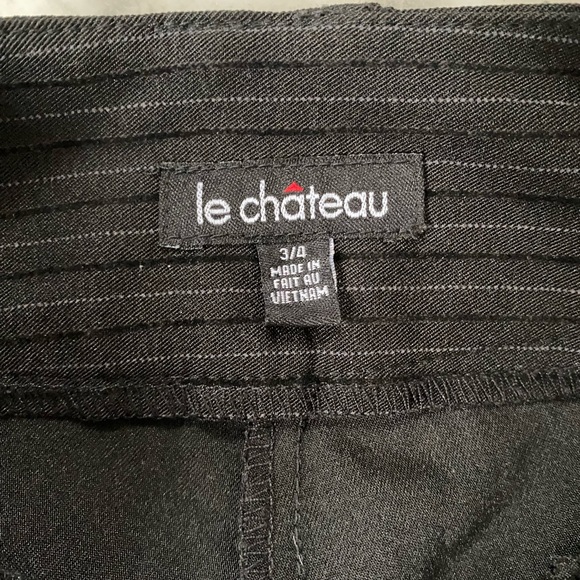 le château
3/4
MADE IN
FAIT AU
VIETNAM